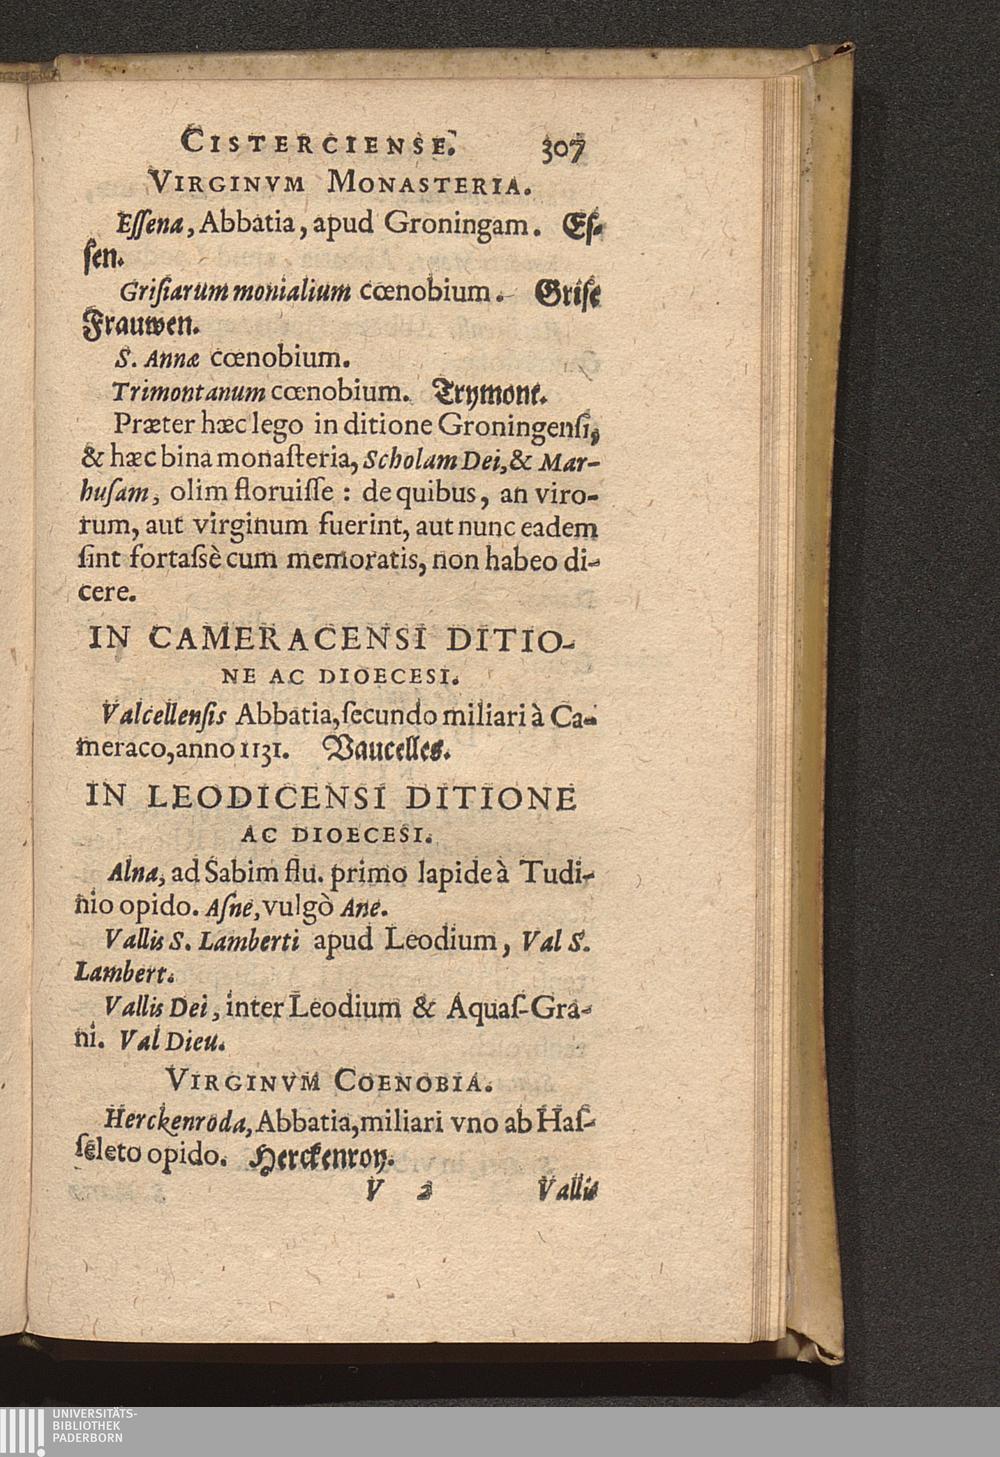 CISTERCIENSE. 307
VIRGINVM MONASTERIA.
Eſſena, Abbatia, apud Groningam. Eſ-
ſen.
Griſiarum monialium cœnobium. Griſe
Frauwen.
S. Annæ cœnobium.
Trimontanum cœnobium. Trymont.
Præter hæc lego in ditione Groningenſi,
& hæc bina monaſteria, Scholam Dei, & Mar-
huſam, olim floruiſſe : de quibus, an viro-
rum, aut virginum fuerint, aut nunc eadem
ſint fortaſsè cum memoratis, non habeo di-
cere.
IN CAMERACENSI DITIO-
NE AC DIOECESI.
Valcellenſis Abbatia, ſecundo miliari à Ca-
meraco, anno 1131. Vaucelles.
IN LEODICENSI DITIONE
AC DIOECESI.
Alna, ad Sabim flu. primo lapide à Tudi-
nio opido. Aſne, vulgò Ane.
Vallis S. Lamberti apud Leodium, Val S.
Lambert.
Vallis Dei, inter Leodium & Aquaſ-Gra-
ni. Val Dieu.
VIRGINVM COENOBIA.
Herckenroda, Abbatia, miliari vno ab Haſ-
ſeleto opido. Herckenroy.
V 2 Vallis
UNIVERSITÄTS-
BIBLIOTHEK
PADERBORN